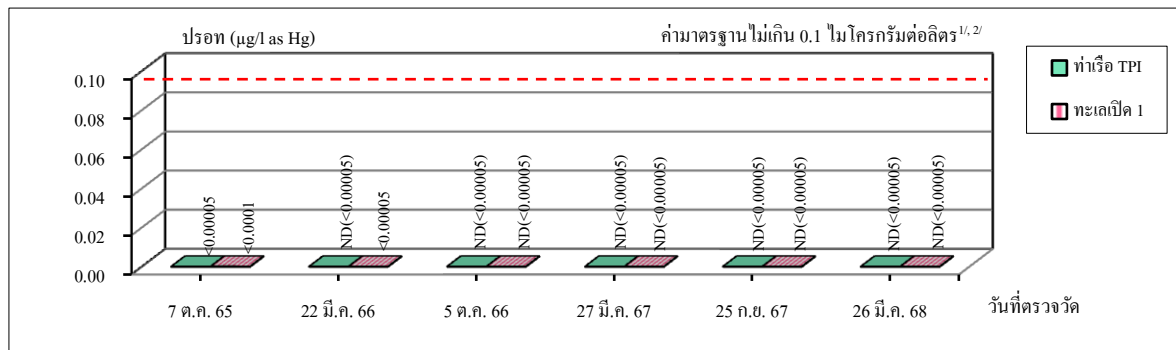 ปรอท (µg/l as Hg)
ค่ามาตรฐานไม่เกิน 0.1 ไมโครกรัมต่อลิตร1/, 2/
ท่าเรือ TPI
ทะเลเปิด 1
0.10
0.08
0.06
0.04
0.02
0.00
<0.00005
<0.0001
ND(<0.00005)
<0.00005
ND(<0.00005)
ND(<0.00005)
ND(<0.00005)
ND(<0.00005)
ND(<0.00005)
ND(<0.00005)
ND(<0.00005)
ND(<0.00005)
7 ต.ค. 65
22 มี.ค. 66
5 ต.ค. 66
27 มี.ค. 67
25 ก.ย. 67
26 มี.ค. 68
วันที่ตรวจวัด